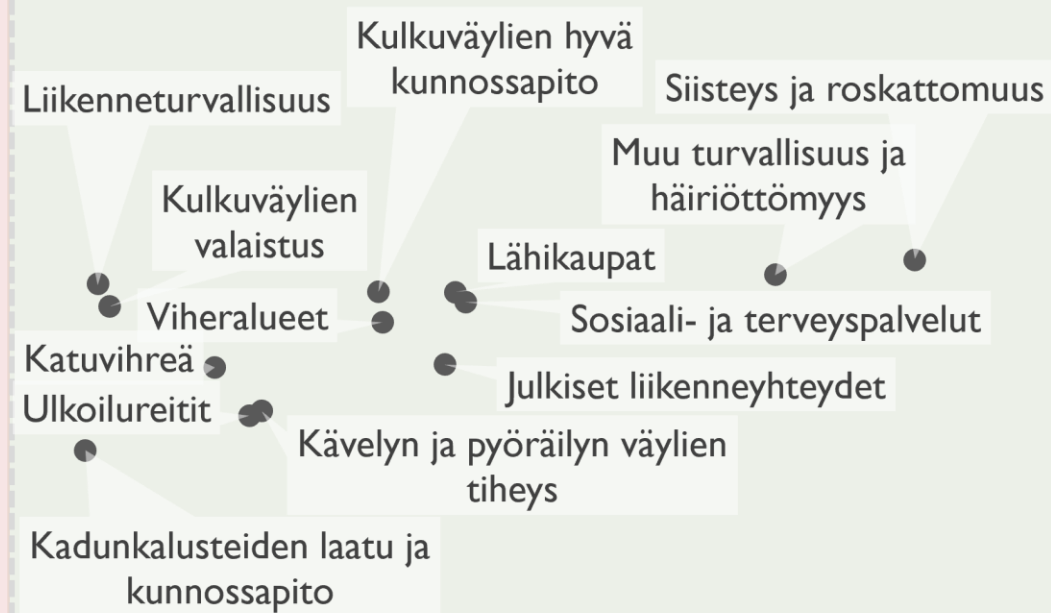 Kulkuväylien hyvä
kunnossapito
Liikenneturvallisuus
Siisteys ja roskattomuus
Muu turvallisuus ja
häiriöttömyys
Kulkuväylien
valaistus
Lähikaupat
Viheralueet
Sosiaali- ja terveyspalvelut
Katuvihreä
Julkiset liikenneyhteydet
Ulkoilureitit
Kävelyn ja pyöräilyn väylien
tiheys
Kadunkalusteiden laatu ja
kunnossapito